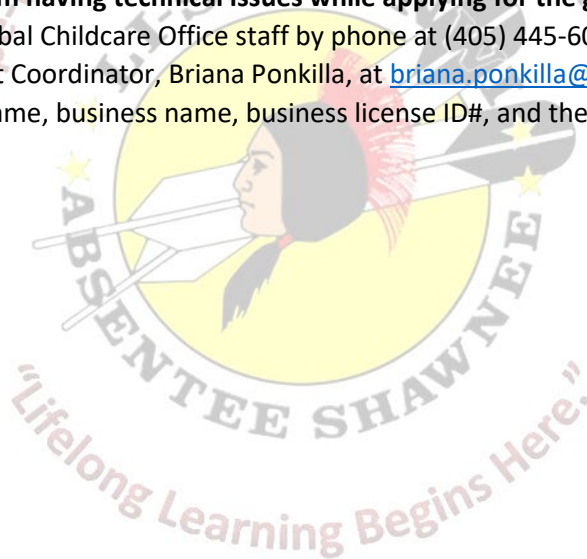 having technical issues while applying for the
bal Childcare Office staff by phone at (405) 445-60
Coordinator, Briana Ponkilla, at briana.ponkilla@
ame, business name, business license ID#, and the
ABSENTEE SHAWNEE
"Lifelong Learning Begins Here."